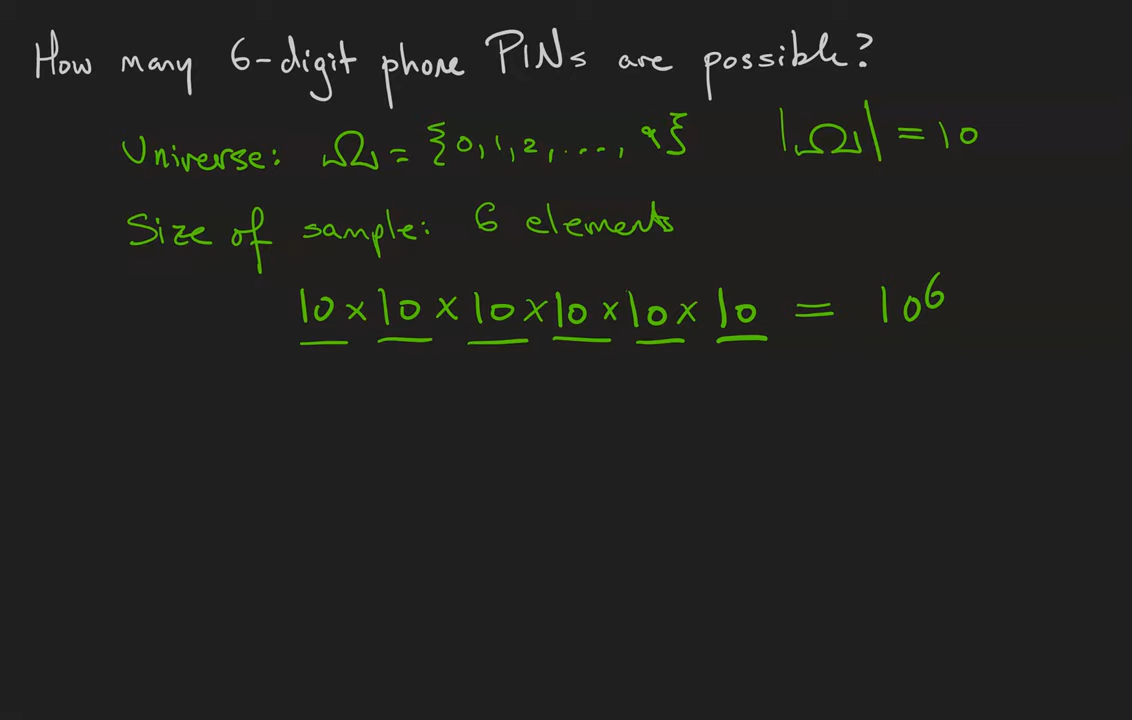 How many 6-digit phone PINs are possible?
Universe: Ω = {0,1,2,...., 9} |Ω| = 10
Size of sample: 6 elements
10 × 10 × 10 × 10 × 10 × 10 = 10⁶